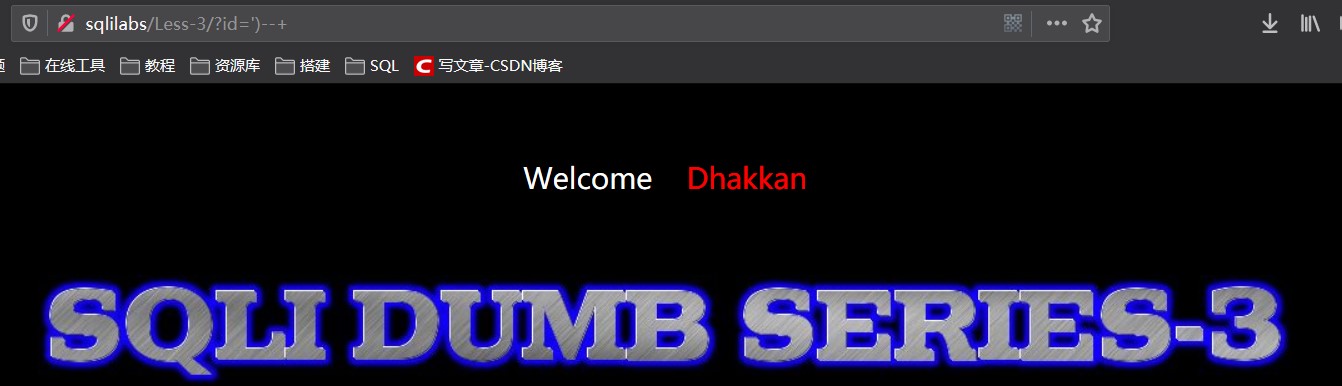 sqlilabs/Less-3/?id=')--+
在线工具 教程 资源库 搭建 SQL 写文章-CSDN博客
Welcome Dhakkan
SQLI DUMB SERIES-3